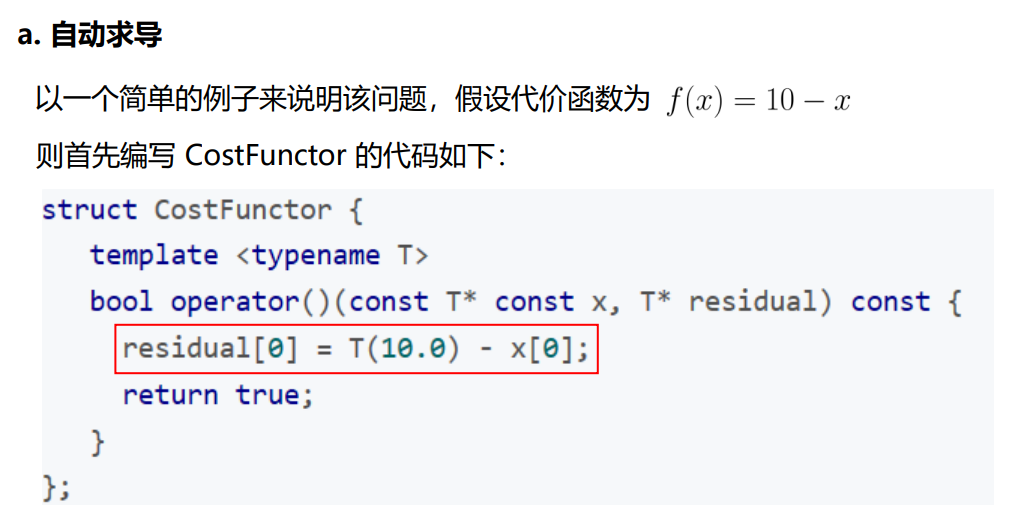 a. 自动求导
以一个简单的例子来说明该问题，假设代价函数为 f(x) = 10 − x
则首先编写 CostFunctor 的代码如下：
struct CostFunctor {
template <typename T>
bool operator()(const T* const x, T* residual) const {
residual[0] = T(10.0) - x[0];
return true;
}
};